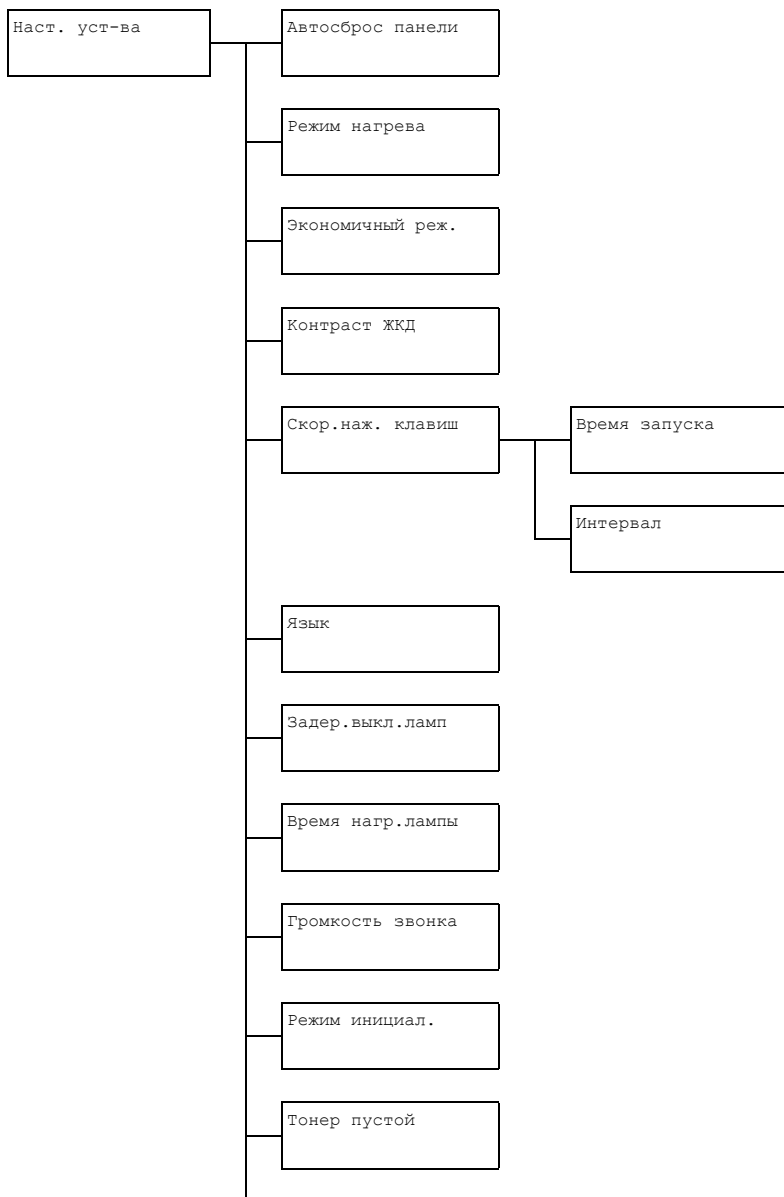 Наст. уст-ва
Автосброс панели
Режим нагрева
Экономичный реж.
Контраст ЖКД
Скор.наж. клавиш
Время запуска
Интервал
Язык
Задер.выкл.ламп
Время нагр.лампы
Громкость звонка
Режим инициал.
Тонер пустой